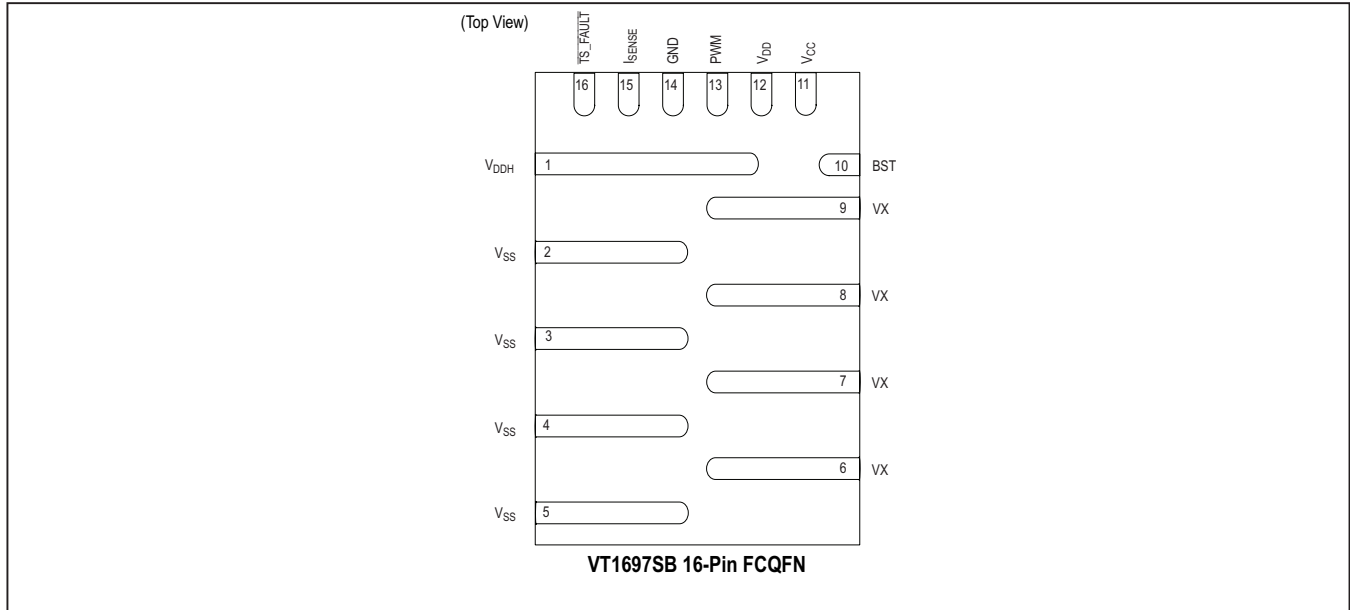 (Top View)
TS_FAULT
ISENSE
GND
PWM
VDD
VCC
16 15 14 13 12 11
VDDH 1 10 BST
9 VX
VSS 2
8 VX
VSS 3
7 VX
VSS 4
6 VX
VSS 5
VT1697SB 16-Pin FCQFN